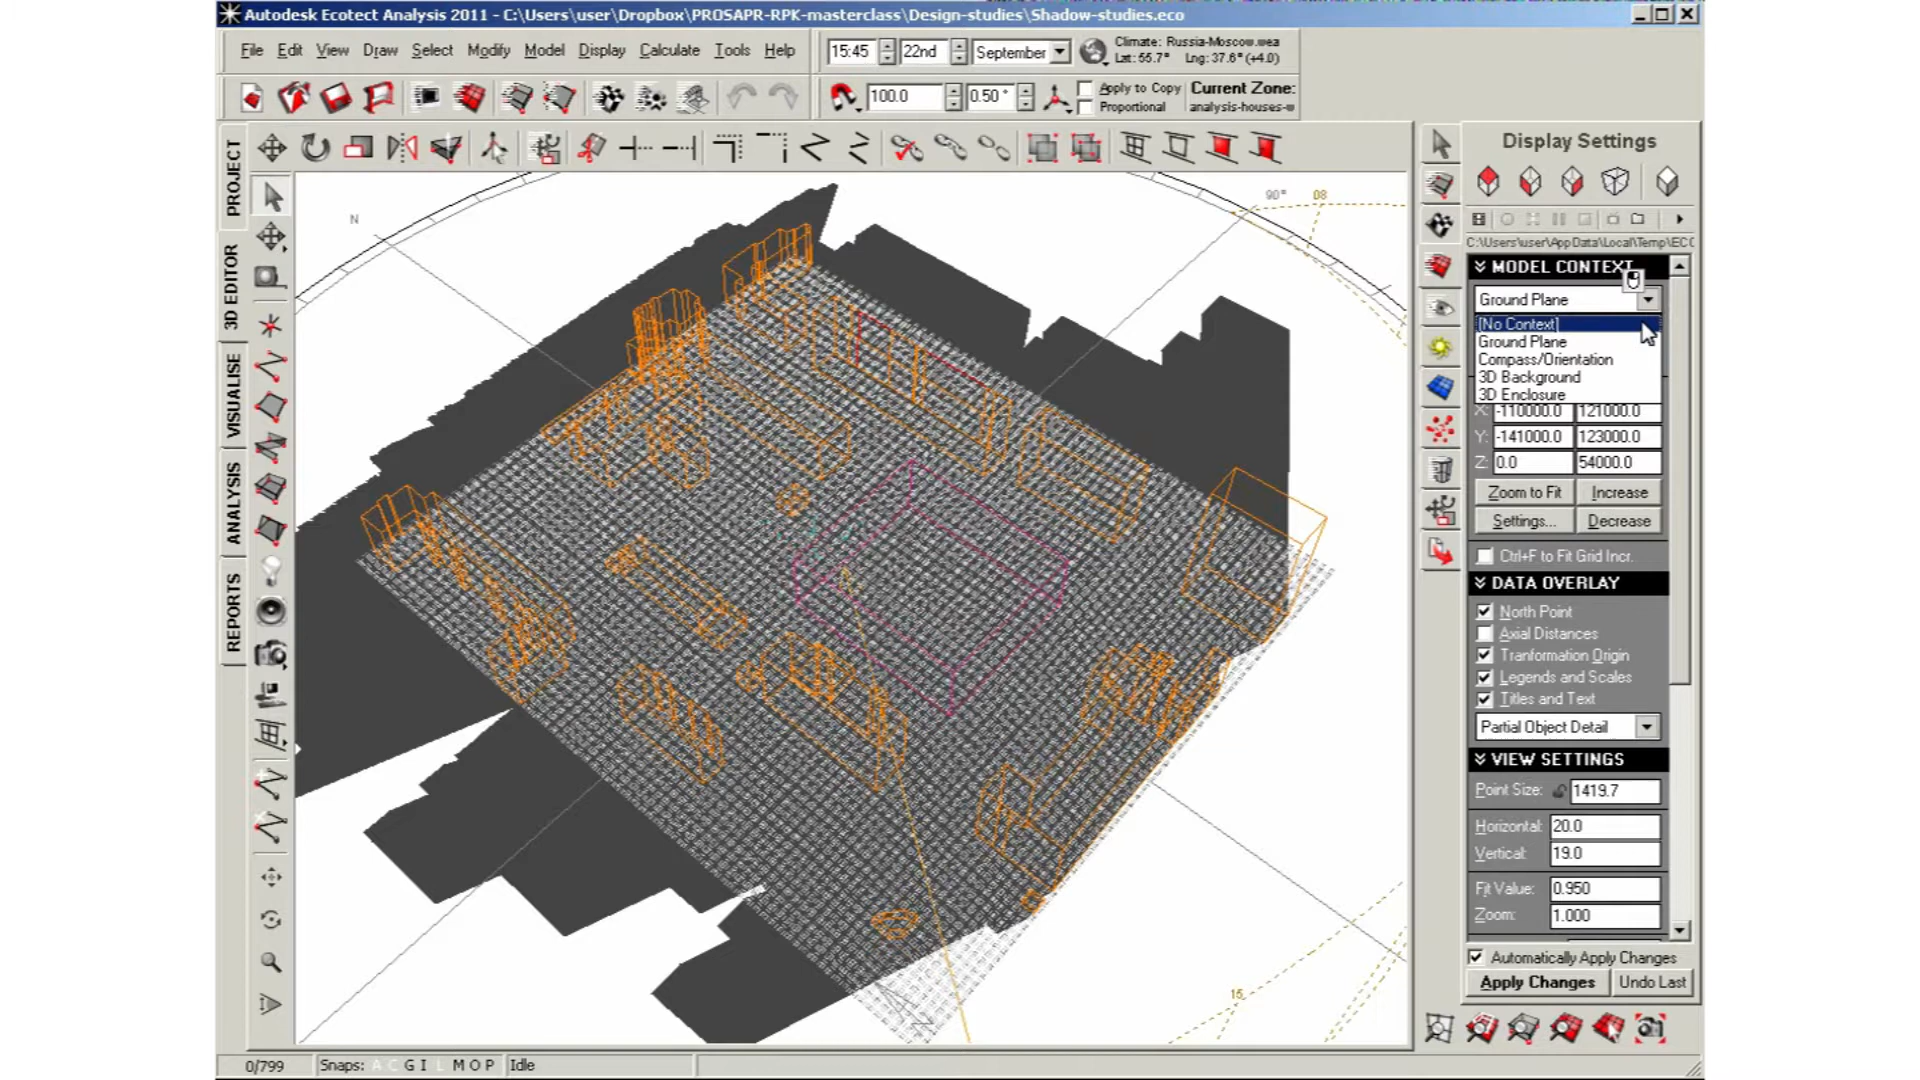 Autodesk Ecotect Analysis 2011 - C:\Users\user\Dropbox\PROSAPR-RPK-masterclass\Design-studies\Shadow-studies.eco
File Edit View Draw Select Modify Model Display Calculate Tools Help
15:45 22nd September
Climate: Russia-Moscow.wea
Lat: 55.7° Lng: 37.6° (+4.0)
100.0 0.50 °
Apply to Copy
Proportional
Current Zone:
analysis-houses-w
PROJECT
3D EDITOR
VISUALISE
ANALYSIS
REPORTS
N
90°
08
15
Display Settings
C:\Users\user\AppData\Local\Temp\ECO
MODEL CONTEXT
Ground Plane
[No Context]
Ground Plane
Compass/Orientation
3D Background
3D Enclosure
X: -110000.0 121000.0
Y: -141000.0 123000.0
Z: 0.0 54000.0
Zoom to Fit Increase
Settings... Decrease
Ctrl+F to Fit Grid Incr.
DATA OVERLAY
North Point
Axial Distances
Tranformation Origin
Legends and Scales
Titles and Text
Partial Object Detail
VIEW SETTINGS
Point Size: 1419.7
Horizontal: 20.0
Vertical: 19.0
Fit Value: 0.950
Zoom: 1.000
Automatically Apply Changes
Apply Changes Undo Last
0/799 Snaps: A C G I L M O P Idle